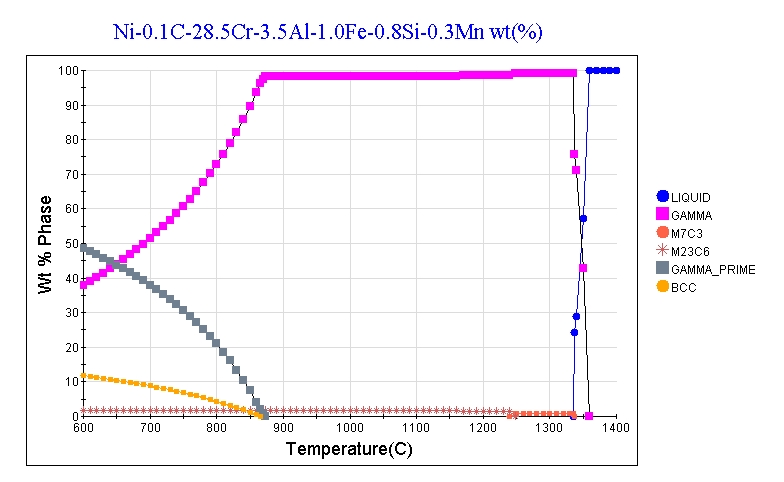 Ni-0.1C-28.5Cr-3.5Al-1.0Fe-0.8Si-0.3Mn wt(%)
100
90
80
70
60
50
40
30
20
10
0
Wt % Phase
600 700 800 900 1000 1100 1200 1300 1400
Temperature(C)
LIQUID
GAMMA
M7C3
M23C6
GAMMA_PRIME
BCC